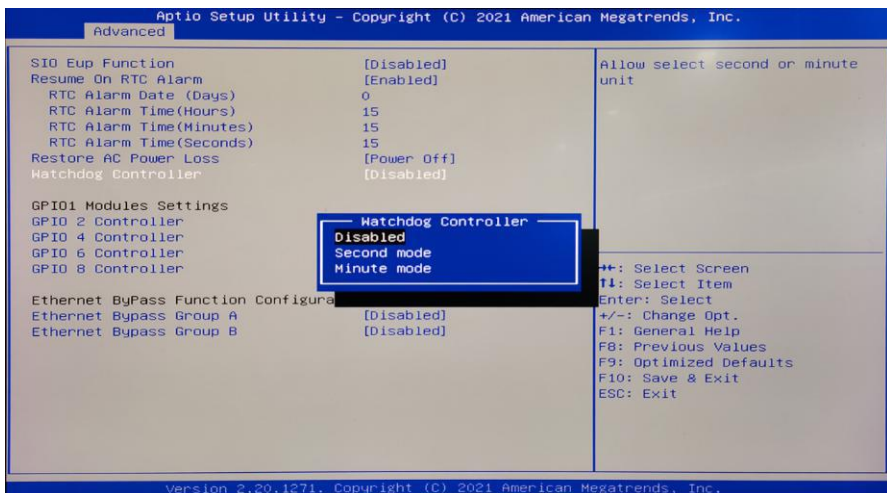 Aptio Setup Utility - Copyright (C) 2021 American Megatrends, Inc.
Advanced
SIO Eup Function [Disabled]
Resume On RTC Alarm [Enabled]
RTC Alarm Date (Days) 0
RTC Alarm Time(Hours) 15
RTC Alarm Time(Minutes) 15
RTC Alarm Time(Seconds) 15
Restore AC Power Loss [Power Off]
Watchdog Controller [Disabled]
GPIO1 Modules Settings
GPIO 2 Controller
GPIO 4 Controller
GPIO 6 Controller
GPIO 8 Controller
Ethernet ByPass Function Configura
Ethernet Bypass Group A [Disabled]
Ethernet Bypass Group B [Disabled]
Watchdog Controller
Disabled
Second mode
Minute mode
Allow select second or minute
unit
→←: Select Screen
↑↓: Select Item
Enter: Select
+/-: Change Opt.
F1: General Help
F8: Previous Values
F9: Optimized Defaults
F10: Save & Exit
ESC: Exit
Version 2.20.1271. Copyright (C) 2021 American Megatrends, Inc.